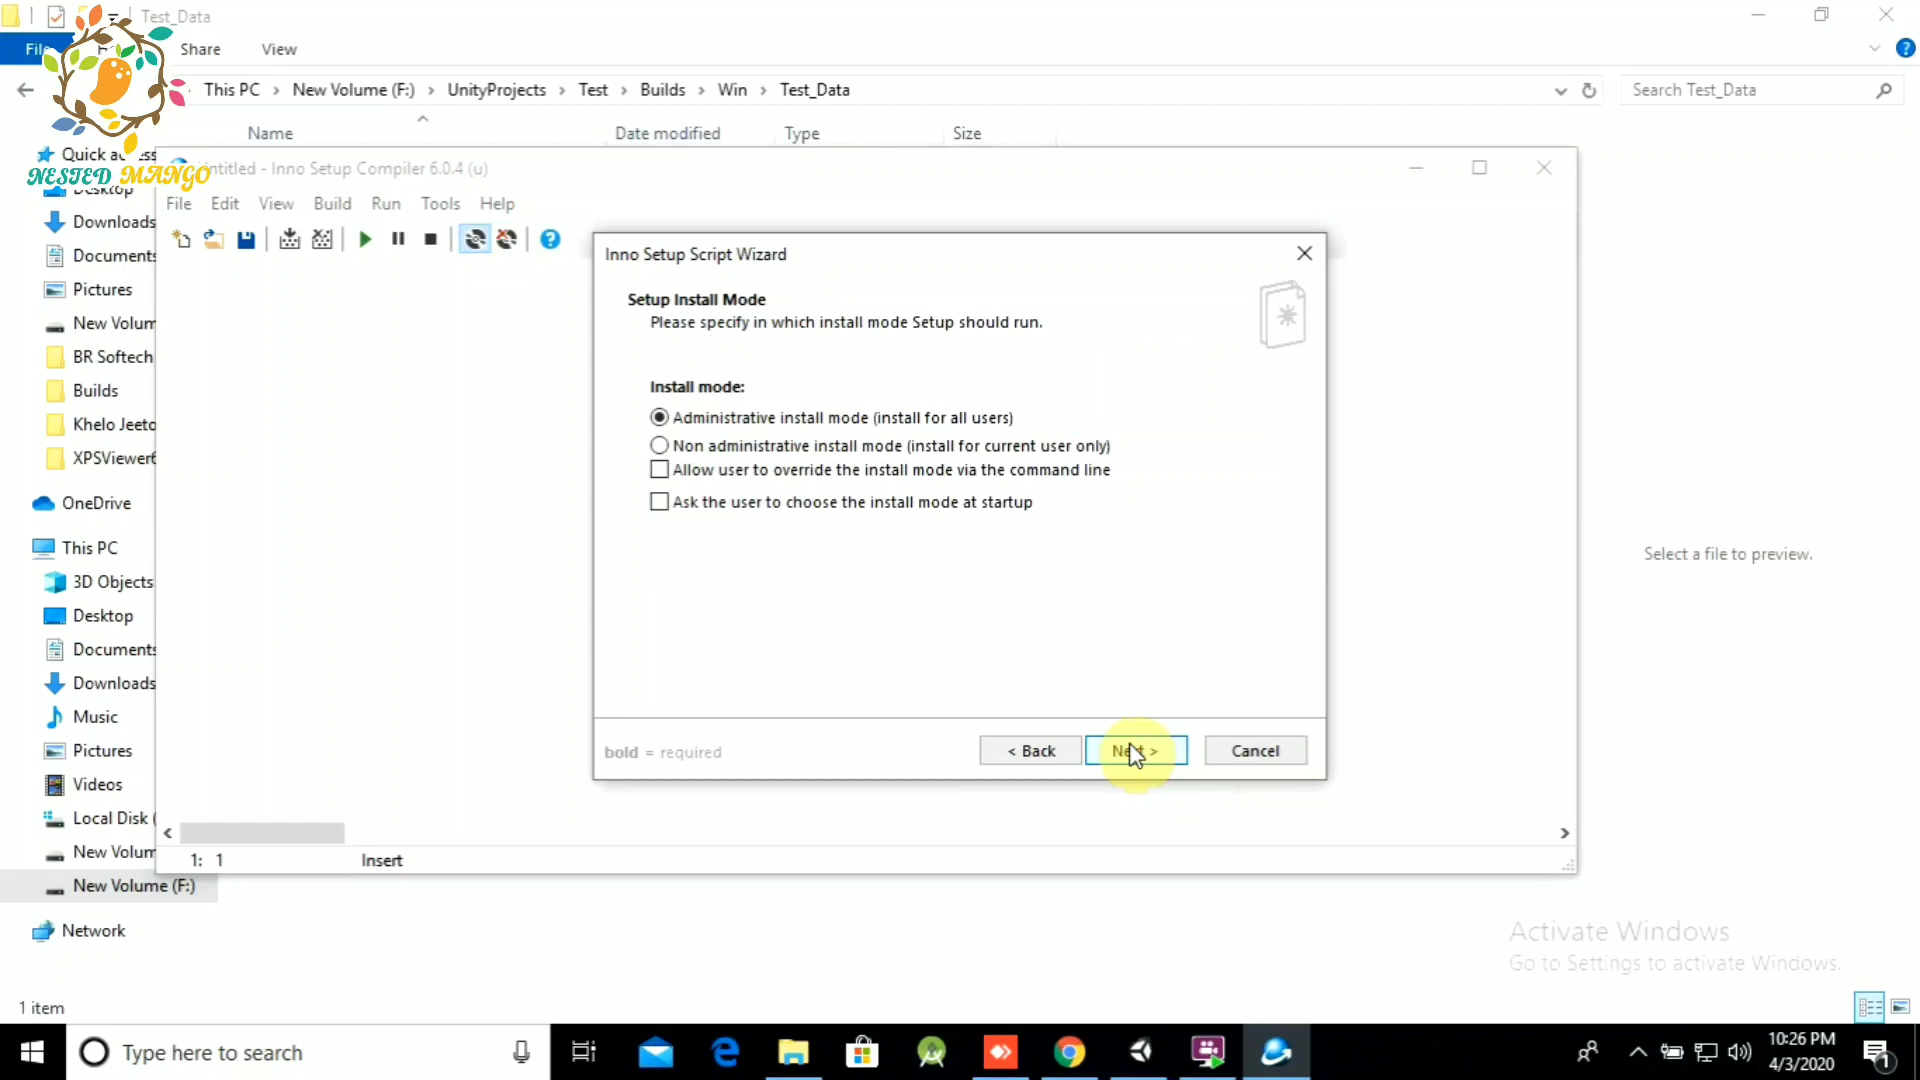 Test_Data
File
Share
View
This PC > New Volume (F:) > UnityProjects > Test > Builds > Win > Test_Data
Search Test_Data
Name
Date modified
Type
Size
NESTED MANGO
Quick access
Desktop
Downloads
Documents
Pictures
New Volum
BR Softech
Builds
Khelo Jeeto
XPSViewer6
OneDrive
This PC
3D Objects
Desktop
Documents
Downloads
Music
Pictures
Videos
Local Disk (
New Volum
New Volume (F:)
Network
1 item
Untitled - Inno Setup Compiler 6.0.4 (u)
File Edit View Build Run Tools Help
Inno Setup Script Wizard
Setup Install Mode
Please specify in which install mode Setup should run.
Install mode:
Administrative install mode (install for all users)
Non administrative install mode (install for current user only)
Allow user to override the install mode via the command line
Ask the user to choose the install mode at startup
bold = required
< Back
Next >
Cancel
1: 1
Insert
Select a file to preview.
Activate Windows
Go to Settings to activate Windows.
Type here to search
10:26 PM
4/3/2020
1